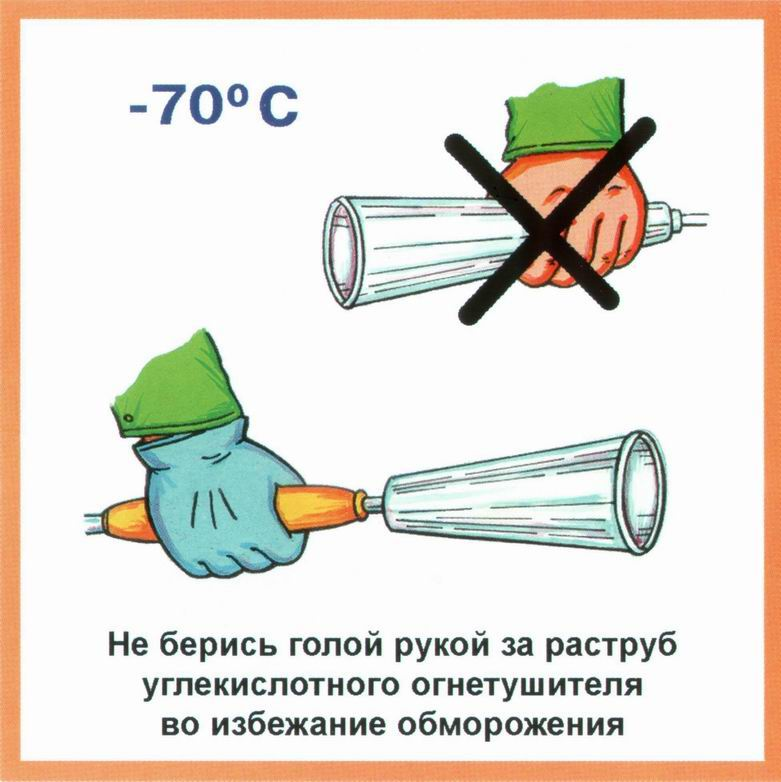 -70º C
Не берись голой рукой за раструб
углекислотного огнетушителя
во избежание обморожения